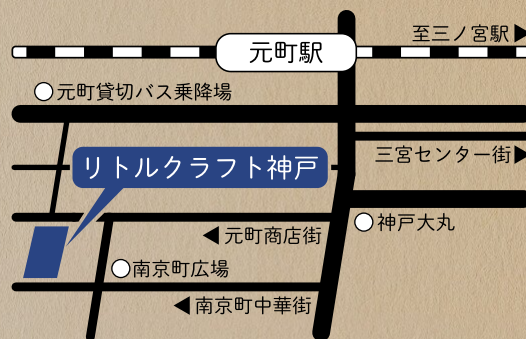 至三ノ宮駅▶
元町駅
○元町貸切バス乗降場
三宮センター街▶
リトルクラフト神戸
○神戸大丸
◀元町商店街
○南京町広場
◀南京町中華街